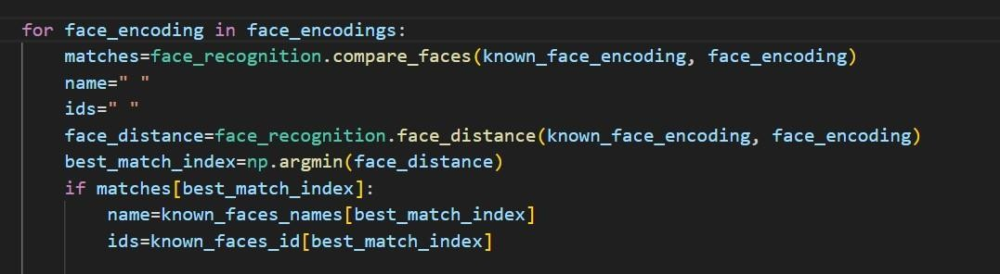 for face_encoding in face_encodings:
    matches=face_recognition.compare_faces(known_face_encoding, face_encoding)
    name=" "
    ids=" "
    face_distance=face_recognition.face_distance(known_face_encoding, face_encoding)
    best_match_index=np.argmin(face_distance)
    if matches[best_match_index]:
        name=known_faces_names[best_match_index]
        ids=known_faces_id[best_match_index]